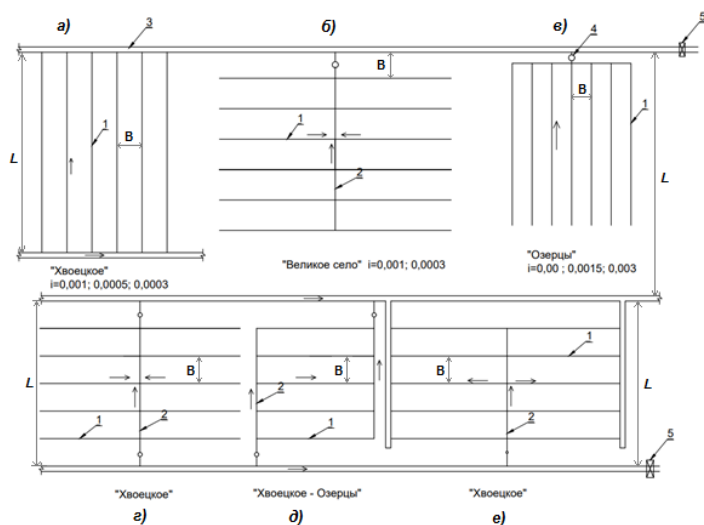 а) 3 б) в) 4 5
B
1 1 B 1
B
L 2 L
"Хвоецкое" "Великое село" i=0,001; 0,0003 "Озерцы"
i=0,001; 0,0005; 0,0003 i=0,00 ; 0,0015; 0,003
1
L B B B L
2
1 2 1 2 5
"Хвоецкое" "Хвоецкое - Озерцы" "Хвоецкое"
г) д) е)